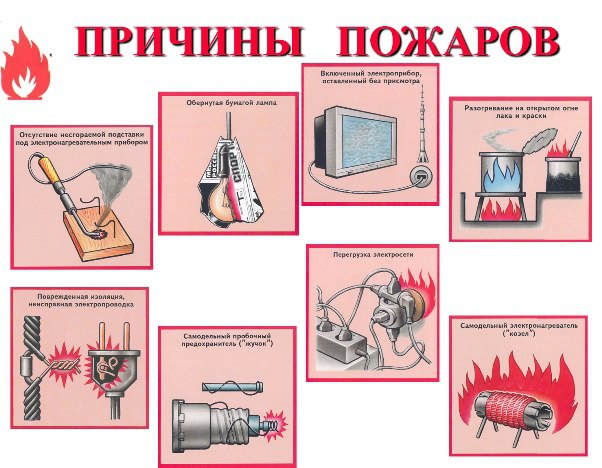 ПРИЧИНЫ ПОЖАРОВ
Отсутствие несгораемой подставки
под электронагревательным прибором
Обернутая бумагой лампа
СПОРТ
Включенный электроприбор,
оставленный без присмотра
Разогревание на открытом огне
лака и краски
Поврежденная изоляция,
неисправная электропроводка
Самодельный пробочный
предохранитель ("жучок")
Перегрузка электросети
Самодельный электронагреватель
("козел")